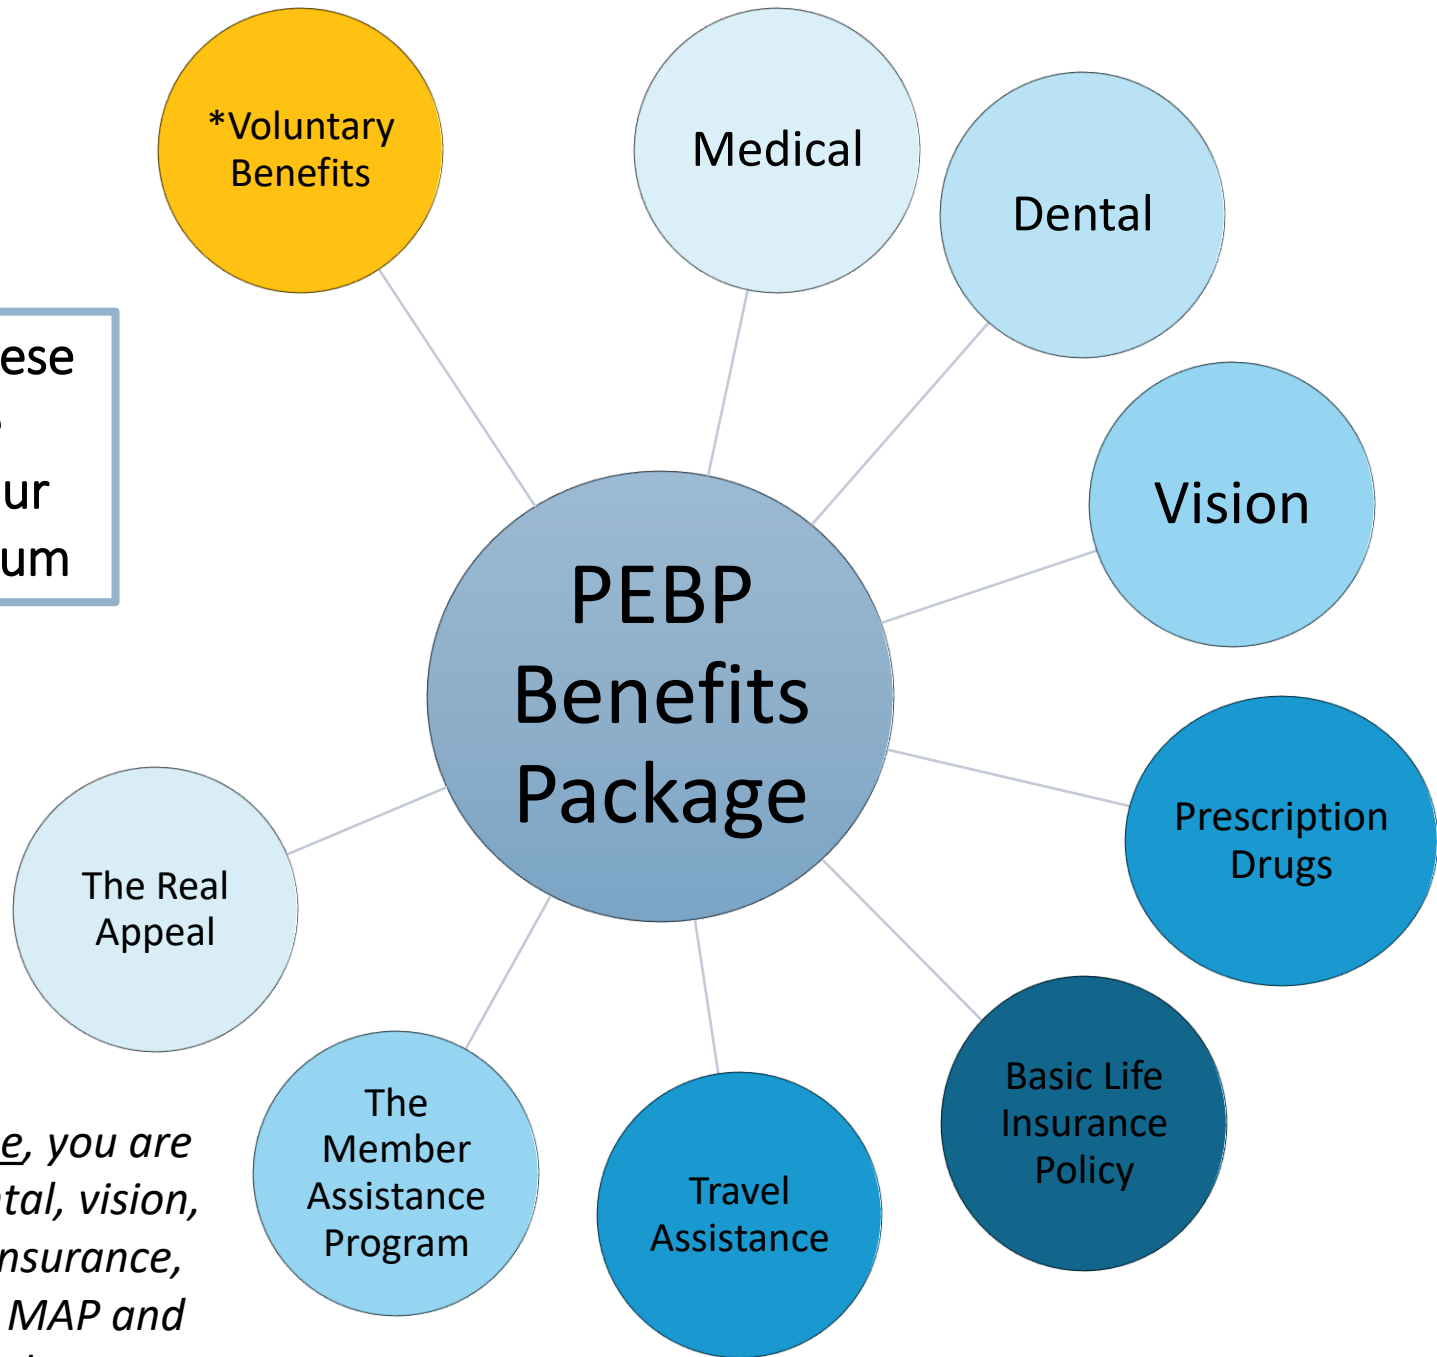 *Voluntary
Benefits
Medical
Dental
Vision
ese
ur
um
PEBP
Benefits
Package
Prescription
Drugs
The Real
Appeal
Basic Life
Insurance
Policy
The
Member
Assistance
Program
Travel
Assistance
e, you are
ntal, vision,
nsurance,
MAP and